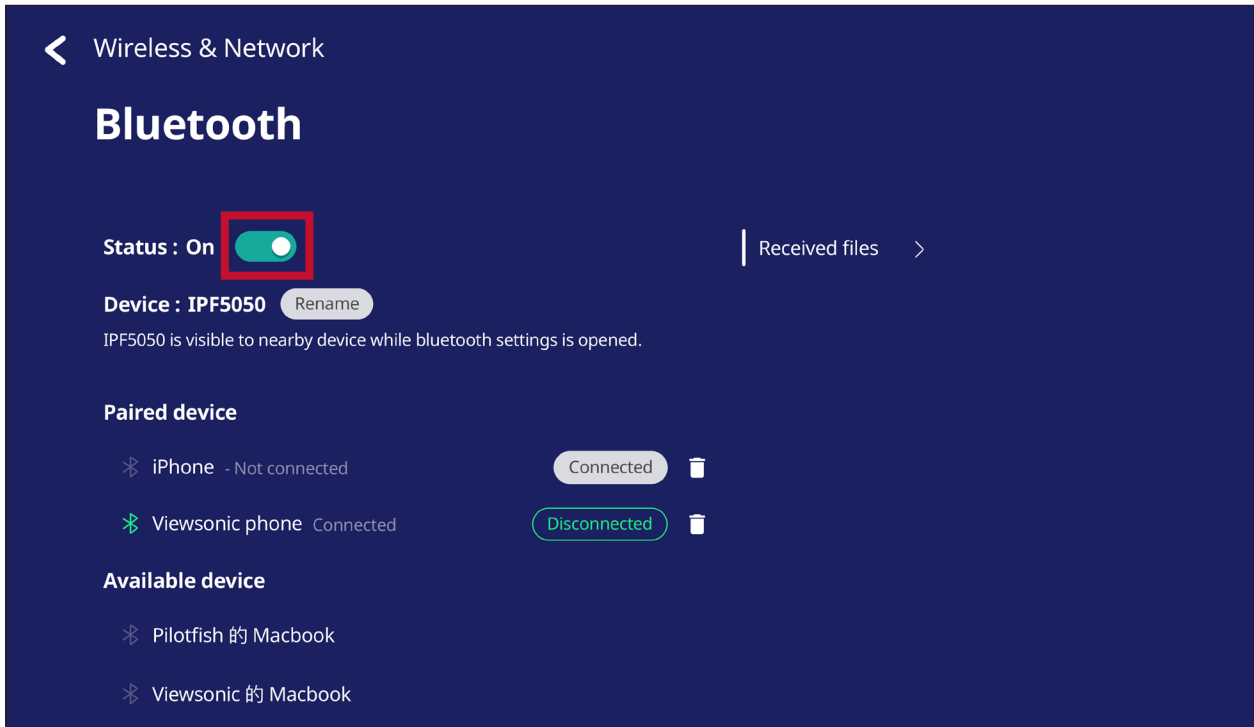 Wireless & Network
Bluetooth
Status : On
Received files
Device : IPF5050 Rename
IPF5050 is visible to nearby device while bluetooth settings is opened.
Paired device
iPhone - Not connected Connected
Viewsonic phone Connected Disconnected
Available device
Pilotfish 的 Macbook
Viewsonic 的 Macbook